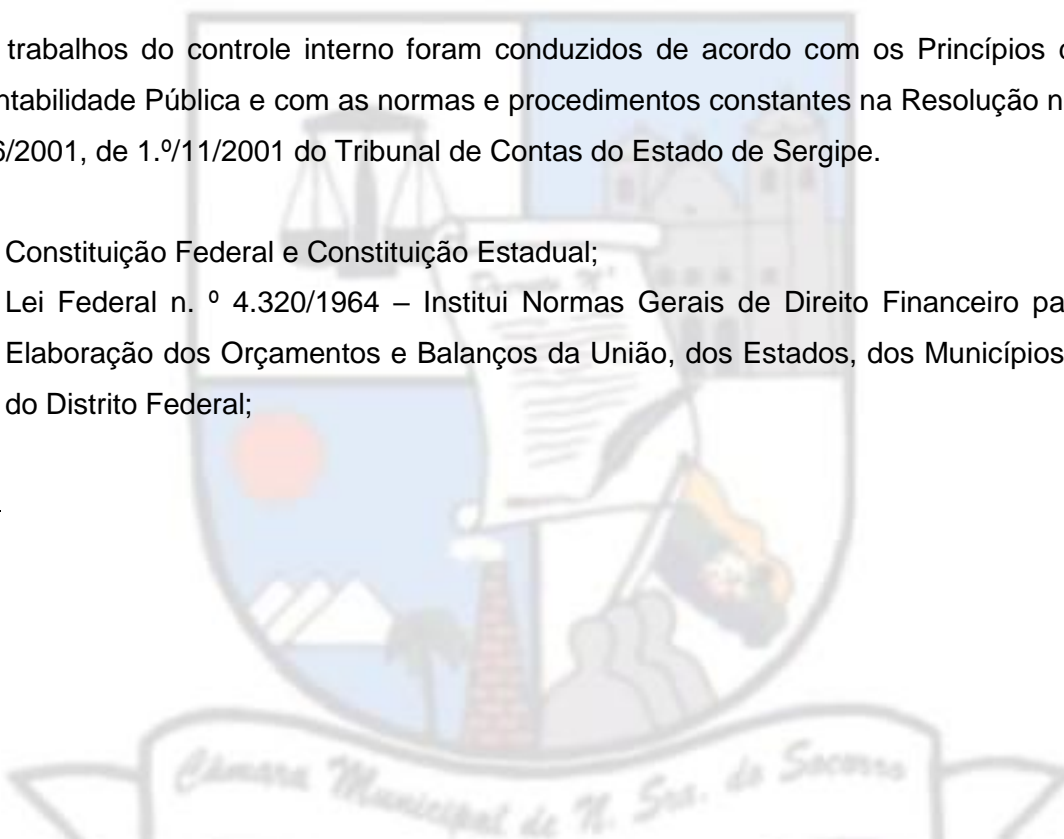 trabalhos do controle interno foram conduzidos de acordo com os Princípios
ntabilidade Pública e com as normas e procedimentos constantes na Resolução
6/2001, de 1.º/11/2001 do Tribunal de Contas do Estado de Sergipe.
Constituição Federal e Constituição Estadual;
Lei Federal n. º 4.320/1964 – Institui Normas Gerais de Direito Financeiro pa
Elaboração dos Orçamentos e Balanços da União, dos Estados, dos Municípios
do Distrito Federal;
Decreto Nº
Câmara Municipal de N. Sra. do Socorro